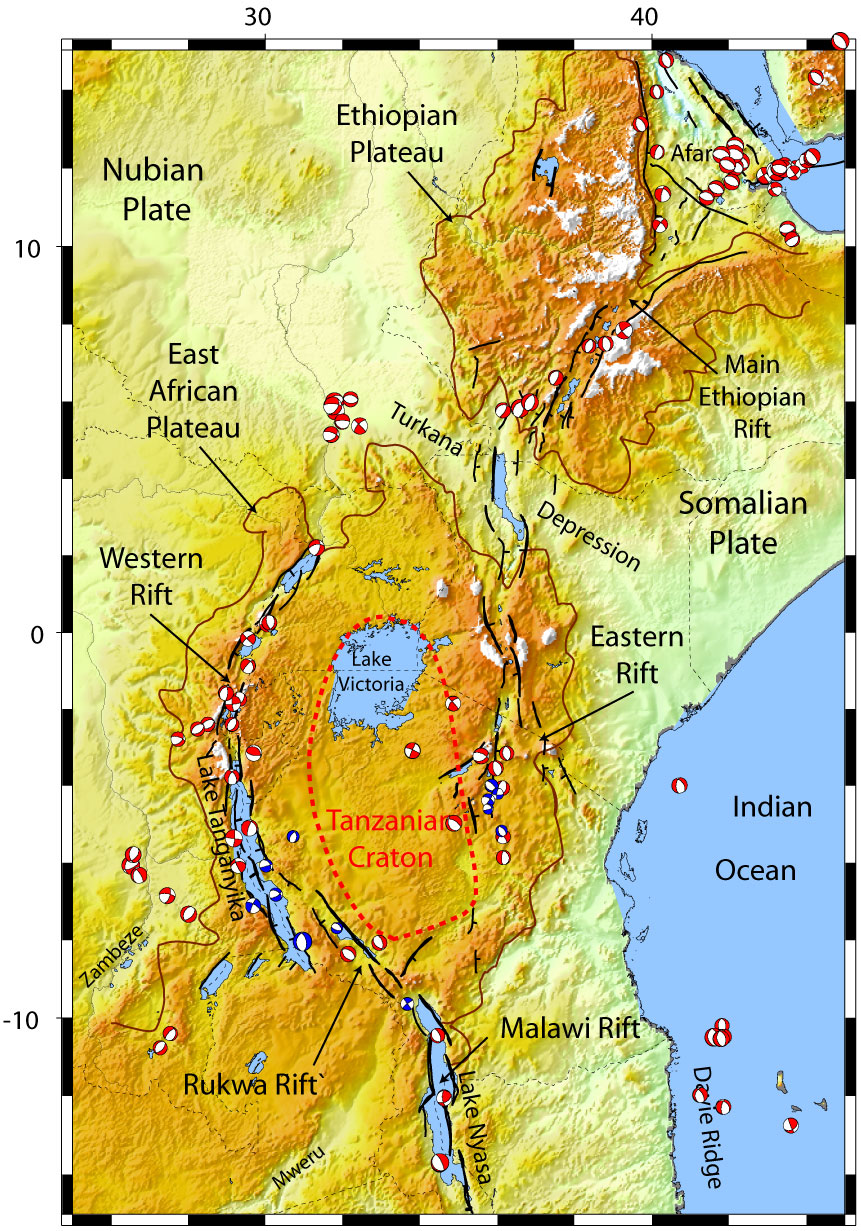 30
40
Ethiopian
Plateau
Afar
Nubian
Plate
10
East
African
Plateau
Main
Ethiopian
Rift
Turkana
Depression
Somalian
Plate
Western
Rift
0
Eastern
Rift
Lake
Victoria
Lake Tanganyika
Tanzanian
Craton
Indian
Ocean
Zambeze
-10
Malawi Rift
Rukwa Rift`
Lake Nyasa
Davie Ridge
Mweru